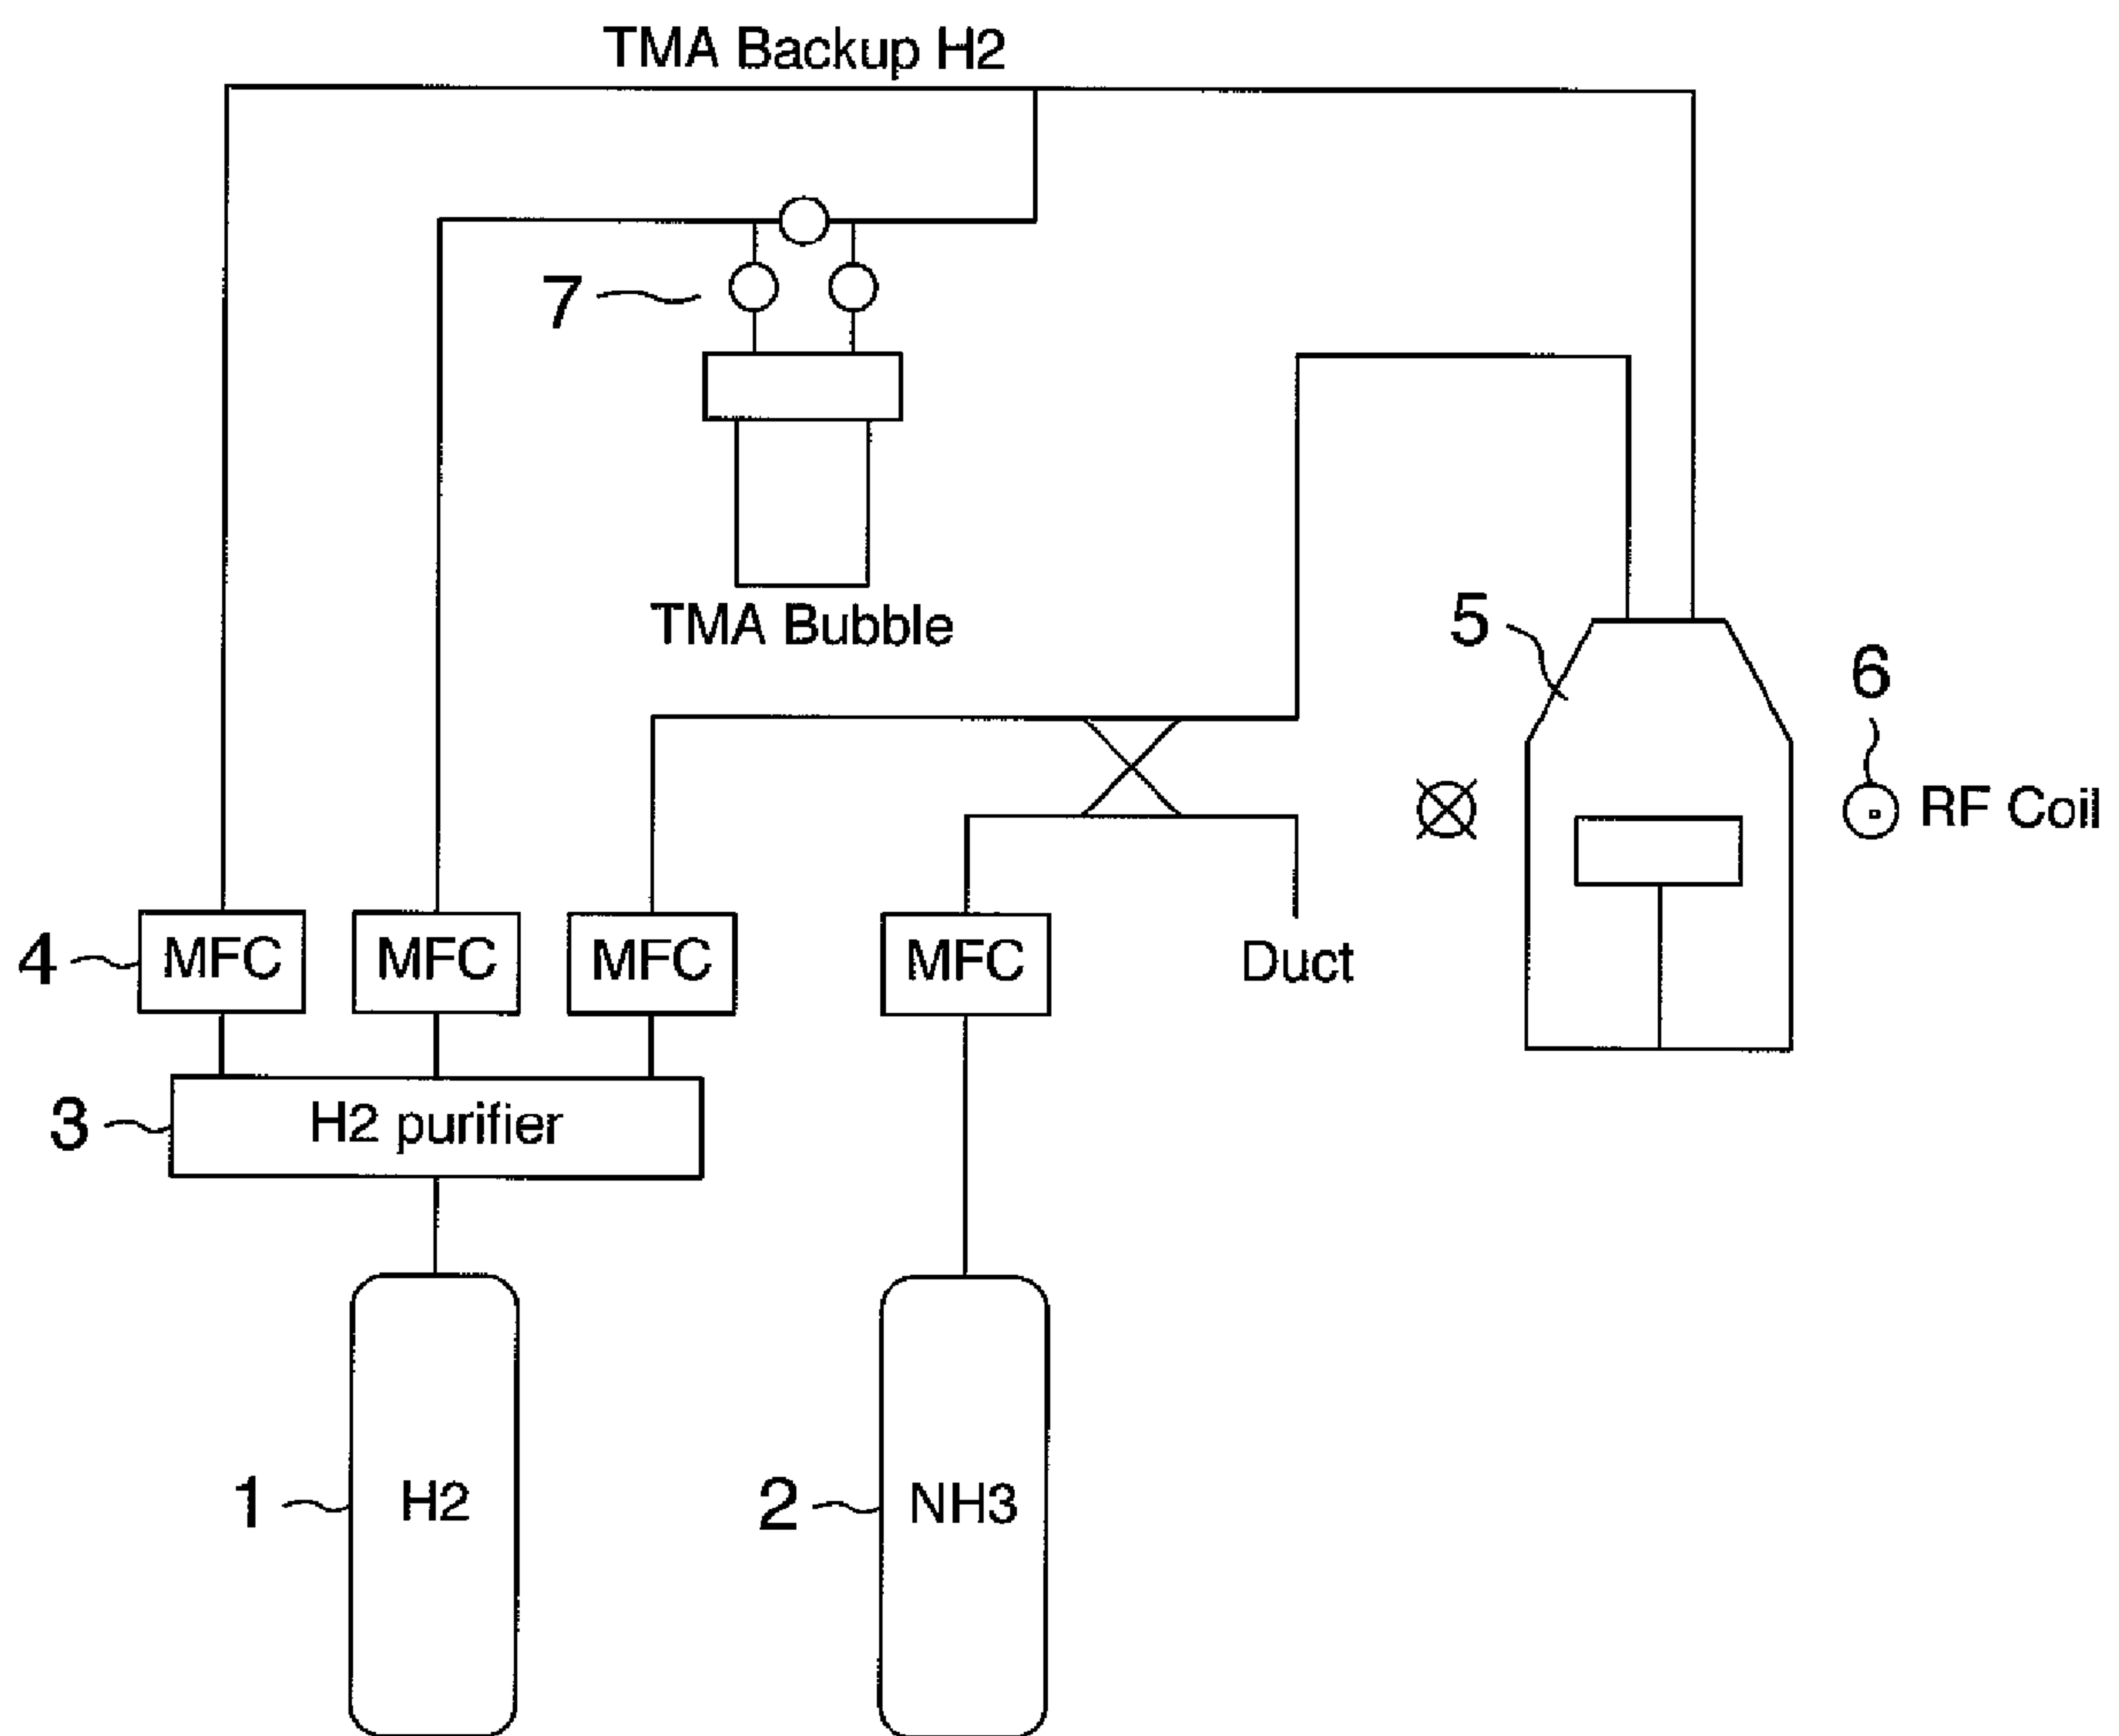 TMA Backup H2
7
TMA Bubble
5
6
RF Coil
4
MFC
MFC
MFC
MFC
Duct
3
H2 purifier
1
H2
2
NH3